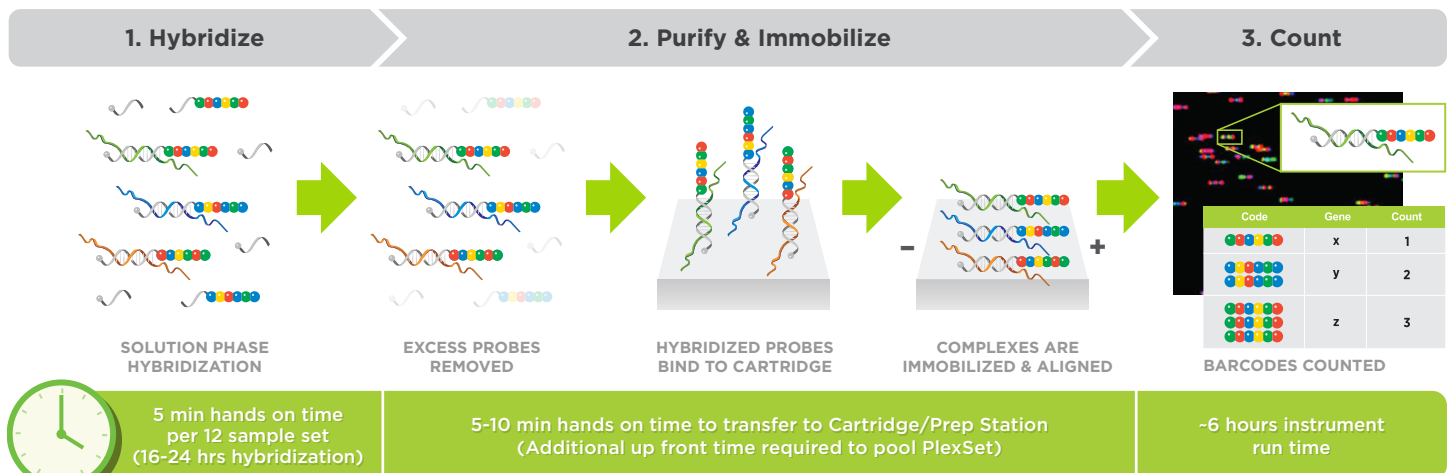 1. Hybridize
2. Purify & Immobilize
3. Count
Code Gene Count
x 1
y 2
z 3
SOLUTION PHASE
HYBRIDIZATION
EXCESS PROBES
REMOVED
HYBRIDIZED PROBES
BIND TO CARTRIDGE
–
+
COMPLEXES ARE
IMMOBILIZED & ALIGNED
BARCODES COUNTED
5 min hands on time
per 12 sample set
(16-24 hrs hybridization)
5-10 min hands on time to transfer to Cartridge/Prep Station
(Additional up front time required to pool PlexSet)
~6 hours instrument
run time